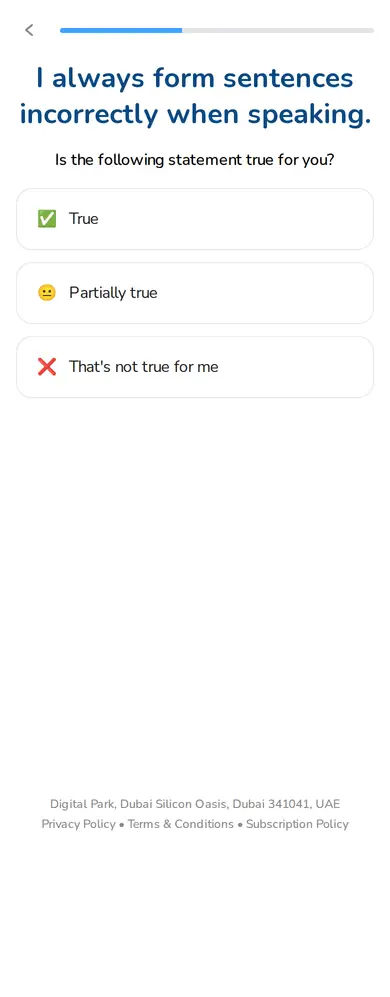 I always form sentences
incorrectly when speaking.
Is the following statement true for you?
✅ True
😐 Partially true
❌ That's not true for me
Digital Park, Dubai Silicon Oasis, Dubai 341041, UAE
Privacy Policy • Terms & Conditions • Subscription Policy